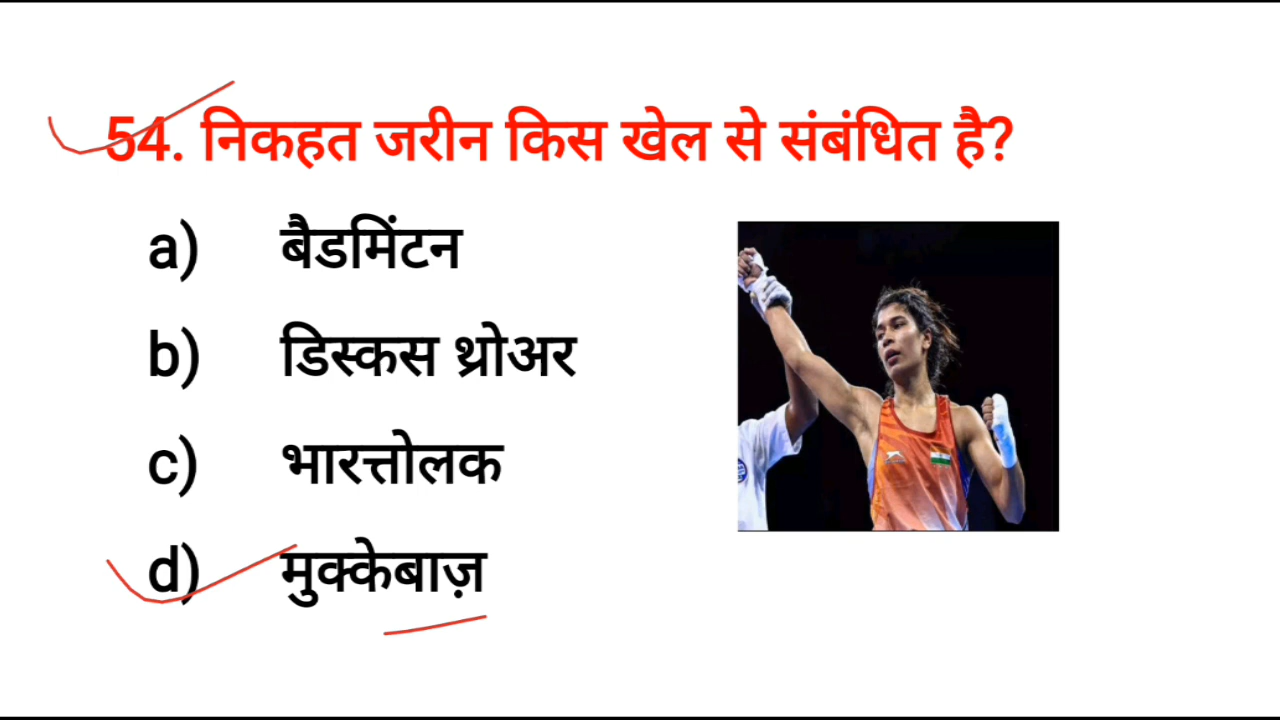 54. निकहत जरीन किस खेल से संबंधित है?
a) बैडमिंटन
b) डिस्कस थ्रोअर
c) भारत्तोलक
d) मुक्केबाज़